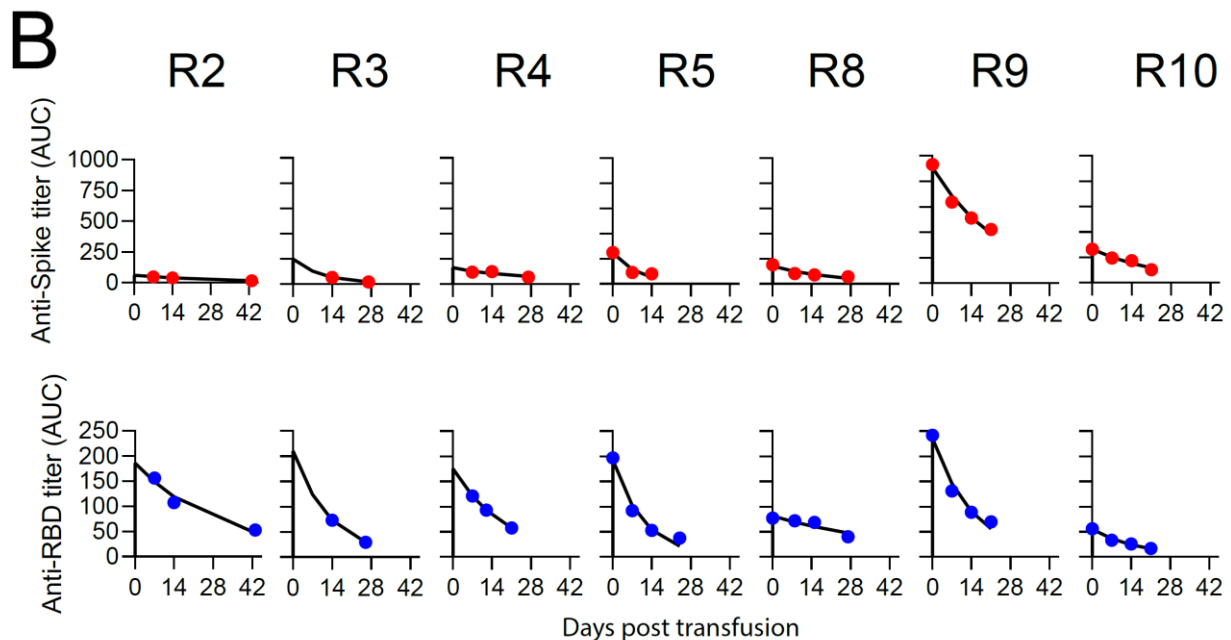 B
R2 R3 R4 R5 R8 R9 R10
Anti-Spike titer (AUC)
1000
750
500
250
0
0 14 28 42 0 14 28 42 0 14 28 42 0 14 28 42 0 14 28 42 0 14 28 42 0 14 28 42
Anti-RBD titer (AUC)
250
200
150
100
50
0
0 14 28 42 0 14 28 42 0 14 28 42 0 14 28 42 0 14 28 42 0 14 28 42 0 14 28 42
Days post transfusion